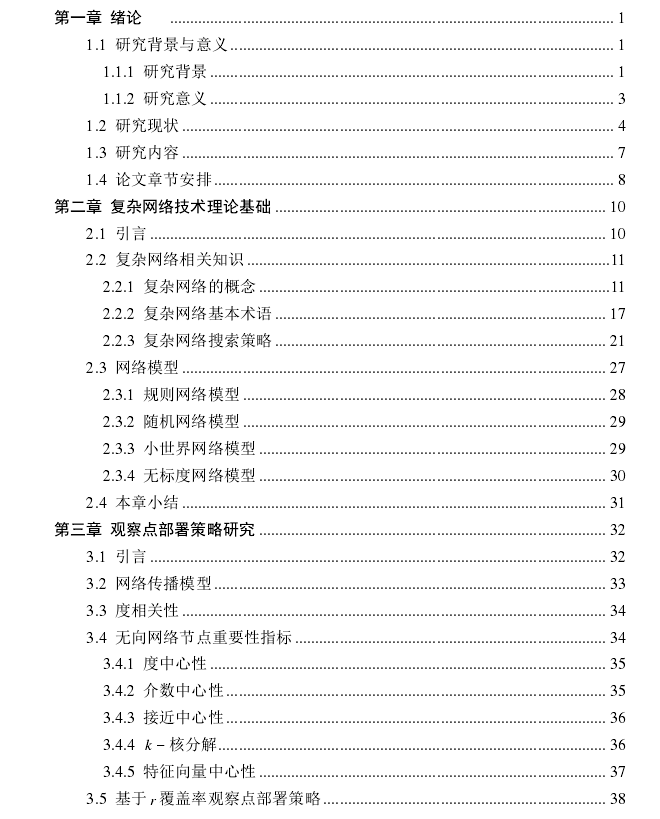 第一章 绪论 ........ 1
1.1 研究背景与意义 ........ 1
1.1.1 研究背景 ........ 1
1.1.2 研究意义 ........ 3
1.2 研究现状 ........ 4
1.3 研究内容 ........ 7
1.4 论文章节安排 ........ 8
第二章 复杂网络技术理论基础 ........ 10
2.1 引言 ........ 10
2.2 复杂网络相关知识 ........ 11
2.2.1 复杂网络的概念 ........ 11
2.2.2 复杂网络基本术语 ........ 17
2.2.3 复杂网络搜索策略 ........ 21
2.3 网络模型 ........ 27
2.3.1 规则网络模型 ........ 28
2.3.2 随机网络模型 ........ 29
2.3.3 小世界网络模型 ........ 29
2.3.4 无标度网络模型 ........ 30
2.4 本章小结 ........ 31
第三章 观察点部署策略研究 ........ 32
3.1 引言 ........ 32
3.2 网络传播模型 ........ 33
3.3 度相关性 ........ 34
3.4 无向网络节点重要性指标 ........ 34
3.4.1 度中心性 ........ 35
3.4.2 介数中心性 ........ 35
3.4.3 接近中心性 ........ 36
3.4.4 k－核分解 ........ 36
3.4.5 特征向量中心性 ........ 37
3.5 基于 r 覆盖率观察点部署策略 ........ 38